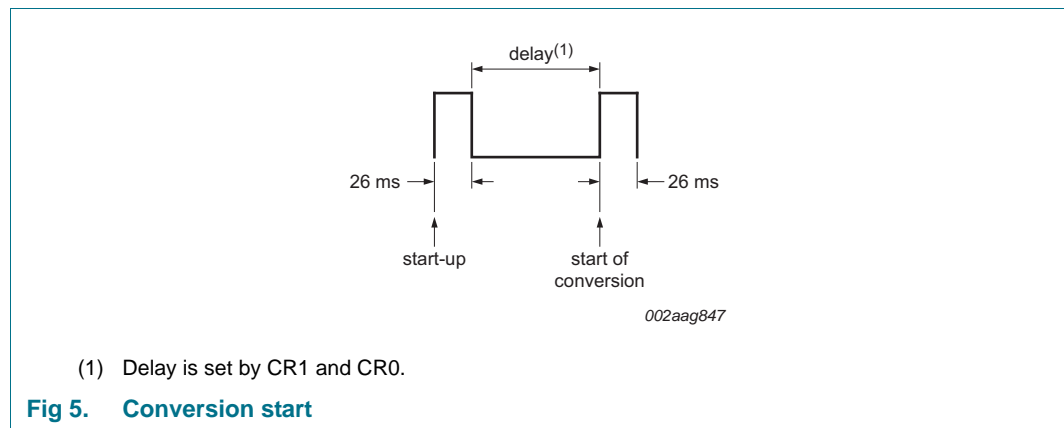 delay(1)
26 ms
26 ms
start-up
start of
conversion
002aag847
(1) Delay is set by CR1 and CR0.
Fig 5. Conversion start